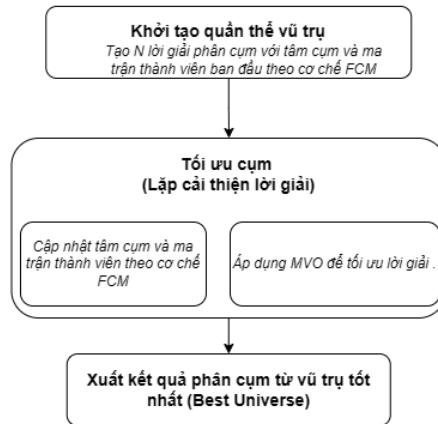 Khởi tạo quần thể vũ trụ
Tạo N lời giải phân cụm với tâm cụm và ma
trận thành viên ban đầu theo cơ chế FCM
Tối ưu cụm
(Lặp cải thiện lời giải)
Cập nhật tâm cụm và ma
trận thành viên theo cơ chế
FCM
Áp dụng MVO để tối ưu lời giải .
Xuất kết quả phân cụm từ vũ trụ tốt
nhất (Best Universe)